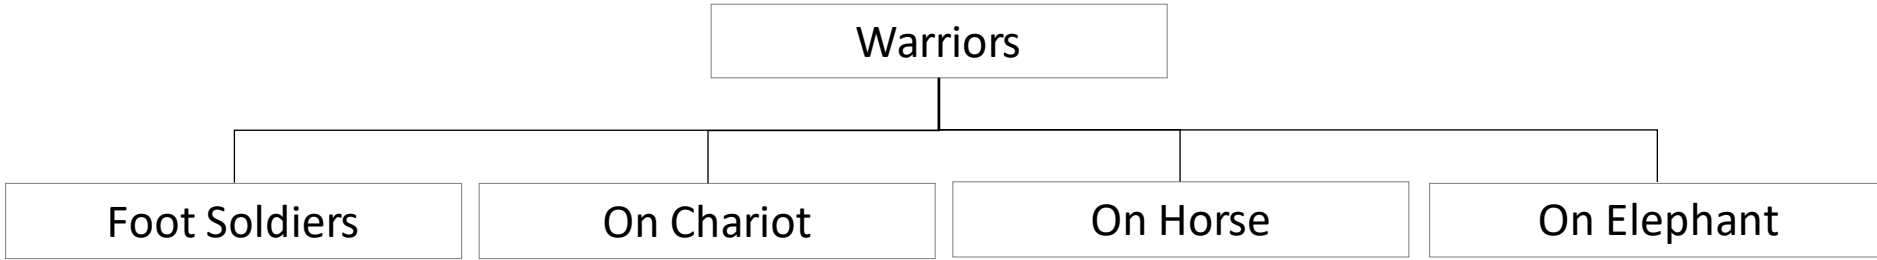 Warriors
Foot Soldiers
On Chariot
On Horse
On Elephant